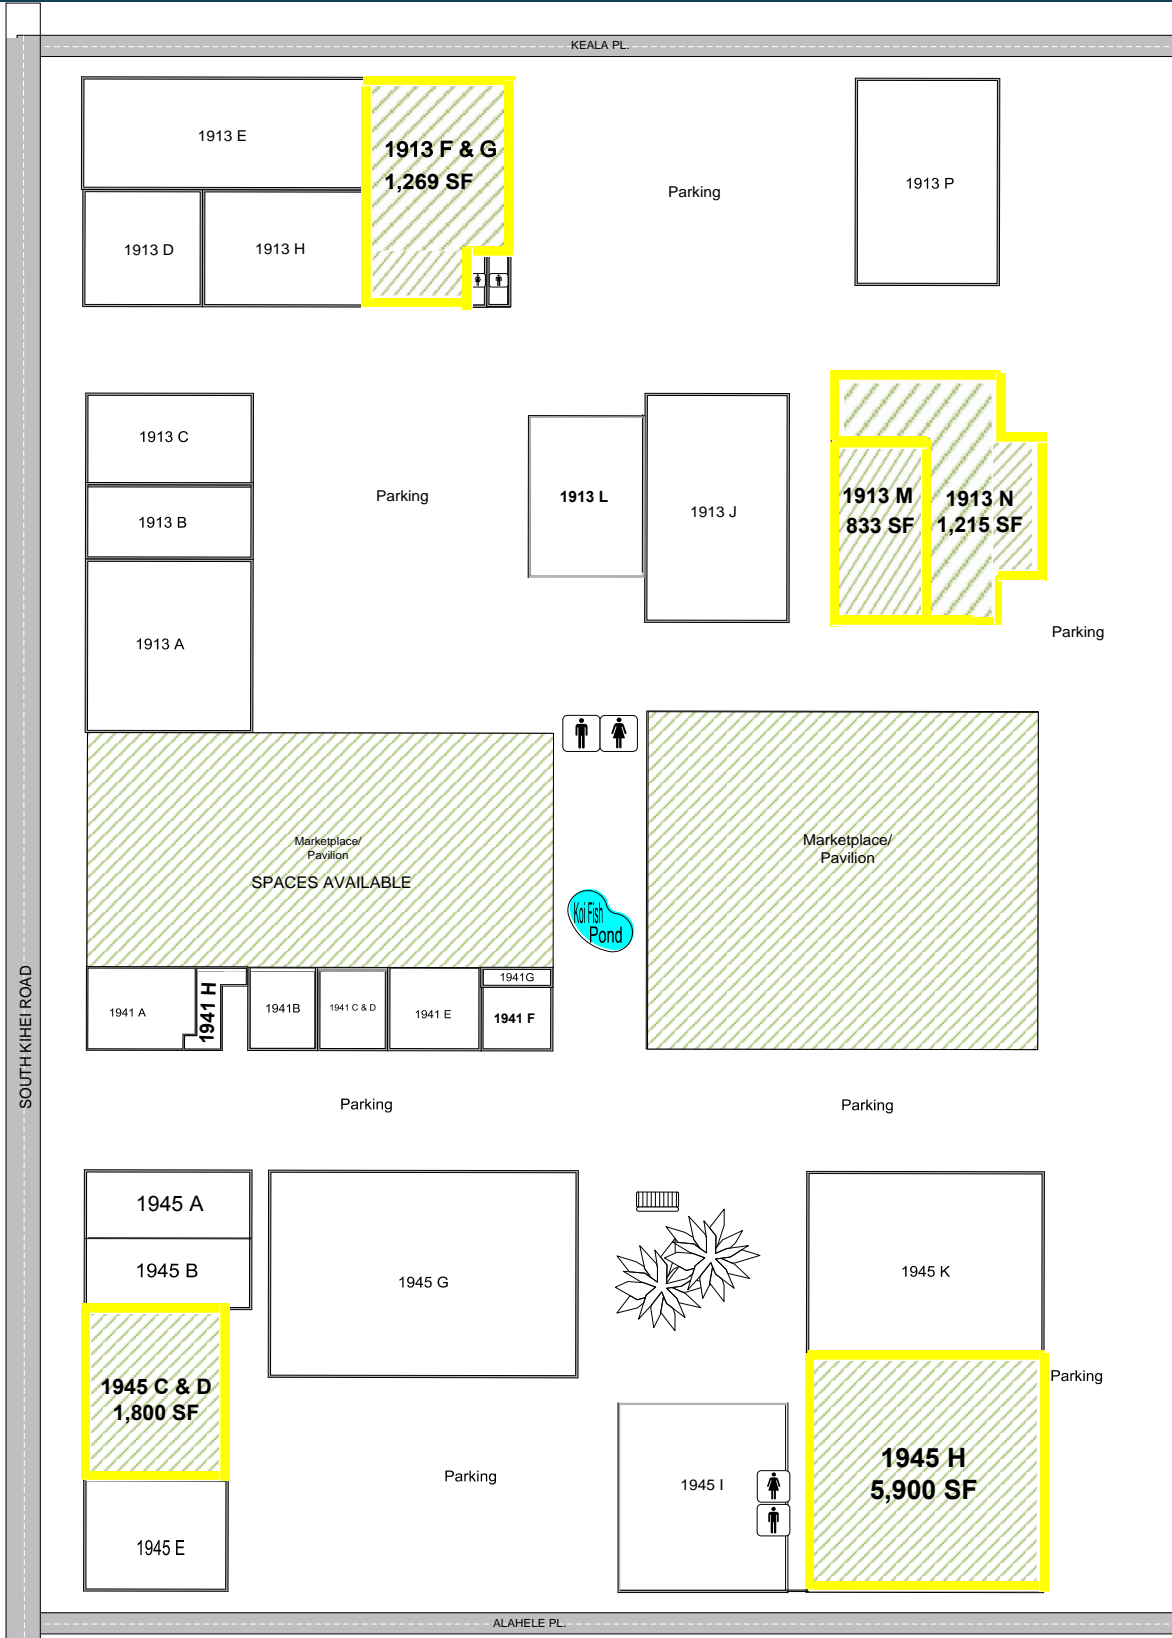 KEALA PL.
1913 E
1913 F & G
1,269 SF
Parking
1913 P
1913 D
1913 H
1913 C
1913 B
1913 A
Parking
1913 L
1913 J
1913 M
833 SF
1913 N
1,215 SF
Parking
Marketplace/
Pavilion
SPACES AVAILABLE
Marketplace/
Pavilion
Koi Fish
Pond
SOUTH KIHEI ROAD
1941 A
1941 H
1941B
1941 C & D
1941 E
1941G
1941 F
Parking
Parking
1945 A
1945 B
1945 G
1945 K
1945 C & D
1,800 SF
Parking
1945 E
Parking
1945 I
1945 H
5,900 SF
ALAHELE PL.